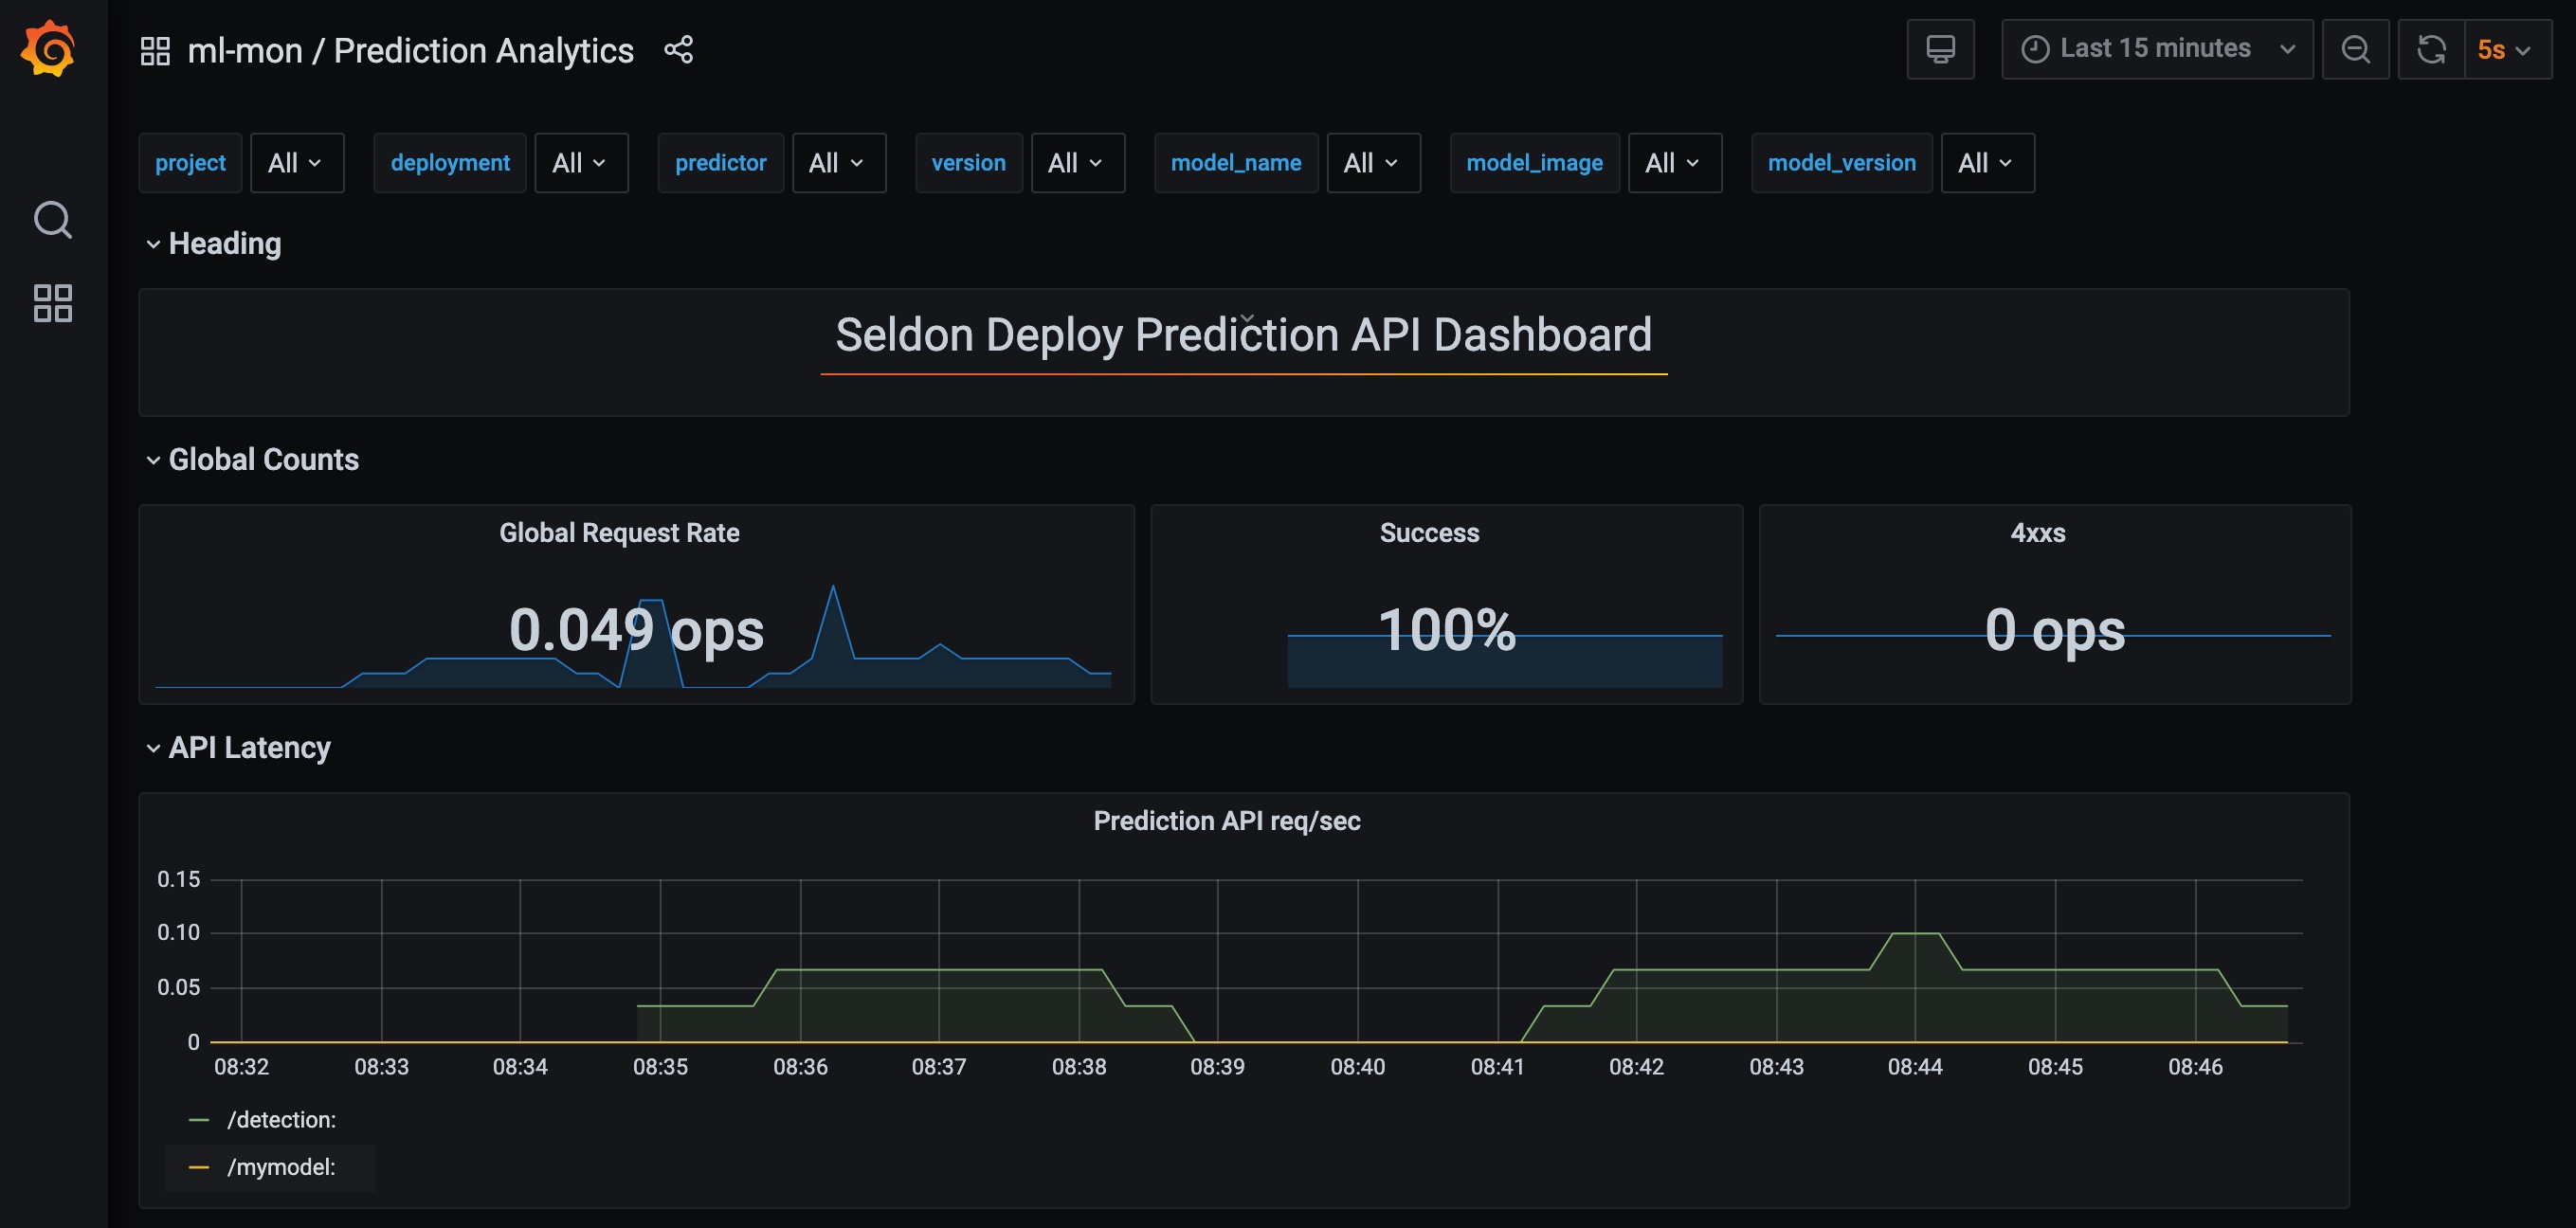 ml-mon / Prediction Analytics
Last 15 minutes
5s
project All deployment All predictor All version All model_name All model_image All model_version All
Heading
Seldon Deploy Prediction API Dashboard
Global Counts
Global Request Rate
0.049 ops
Success
100%
4xxs
0 ops
API Latency
Prediction API req/sec
0.15
0.10
0.05
0
08:32 08:33 08:34 08:35 08:36 08:37 08:38 08:39 08:40 08:41 08:42 08:43 08:44 08:45 08:46
/detection:
/mymodel: